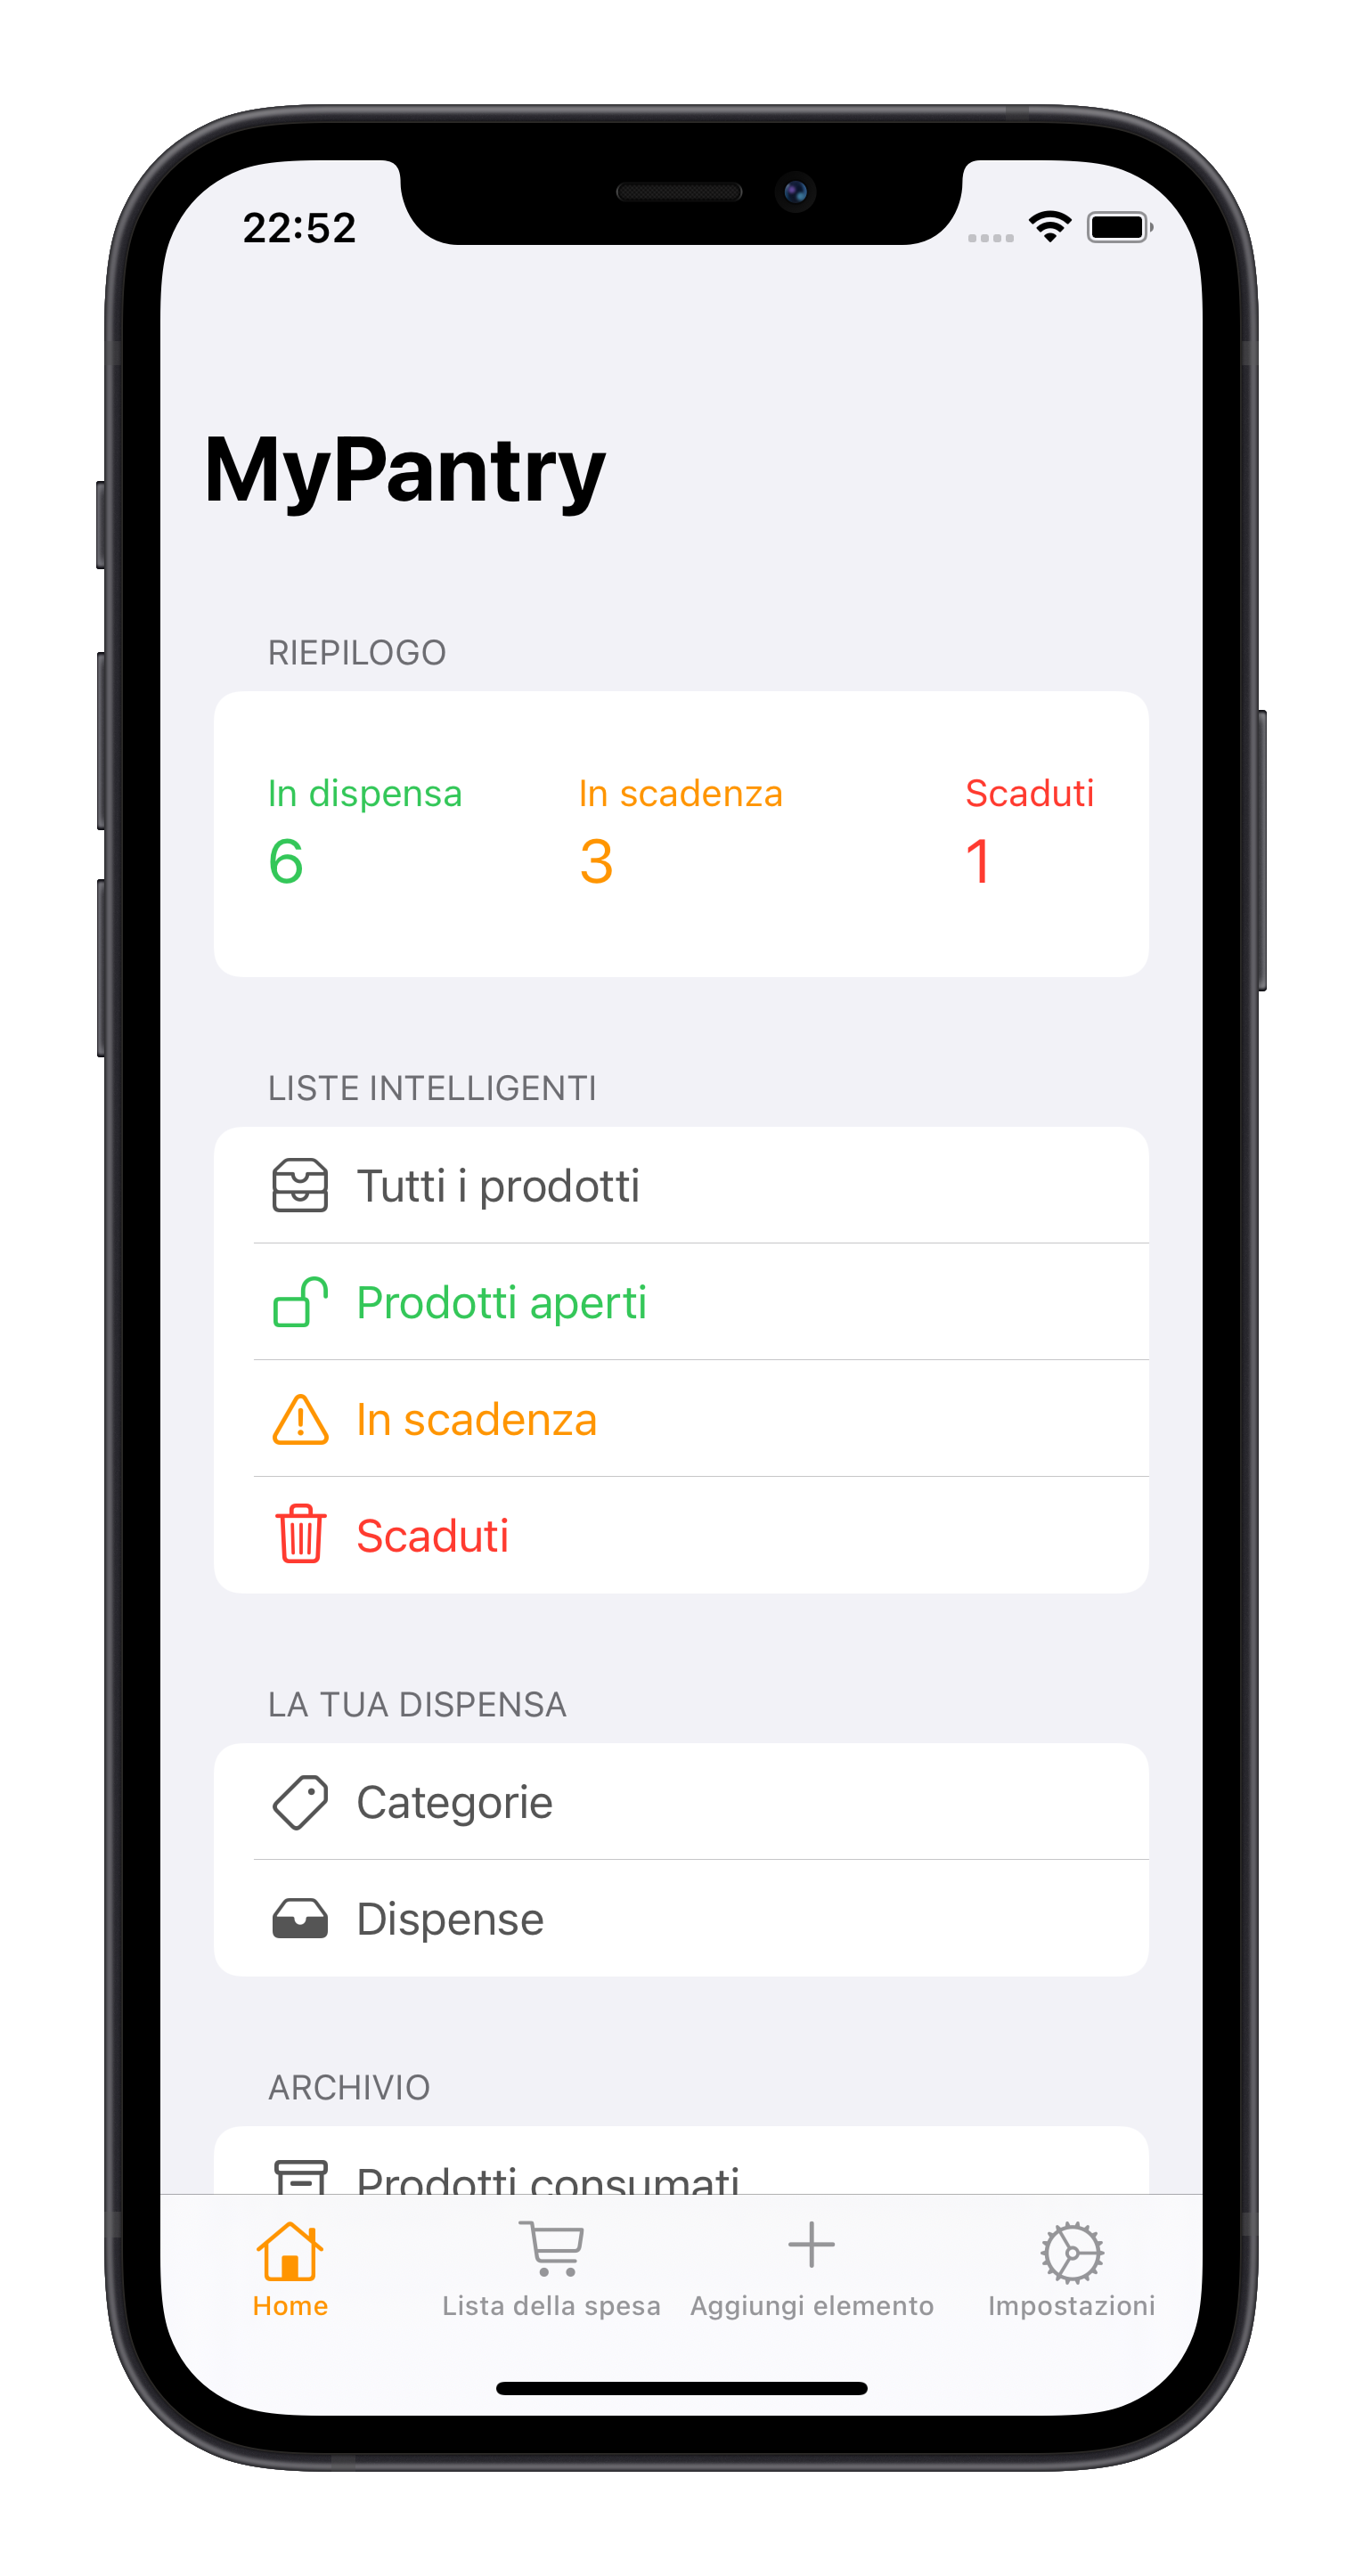 22:52
MyPantry
RIEPILOGO
In dispensa In scadenza Scaduti
6 3 1
LISTE INTELLIGENTI
Tutti i prodotti
Prodotti aperti
In scadenza
Scaduti
LA TUA DISPENSA
Categorie
Dispense
ARCHIVIO
Prodotti consumati
Home Lista della spesa Aggiungi elemento Impostazioni